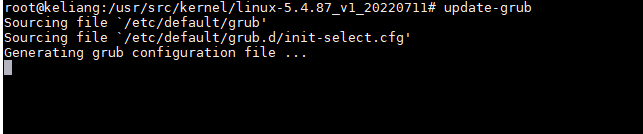 root@keliang:/usr/src/kernel/linux-5.4.87_v1_20220711# update-grub
Sourcing file `/etc/default/grub'
Sourcing file `/etc/default/grub.d/init-select.cfg'
Generating grub configuration file ...